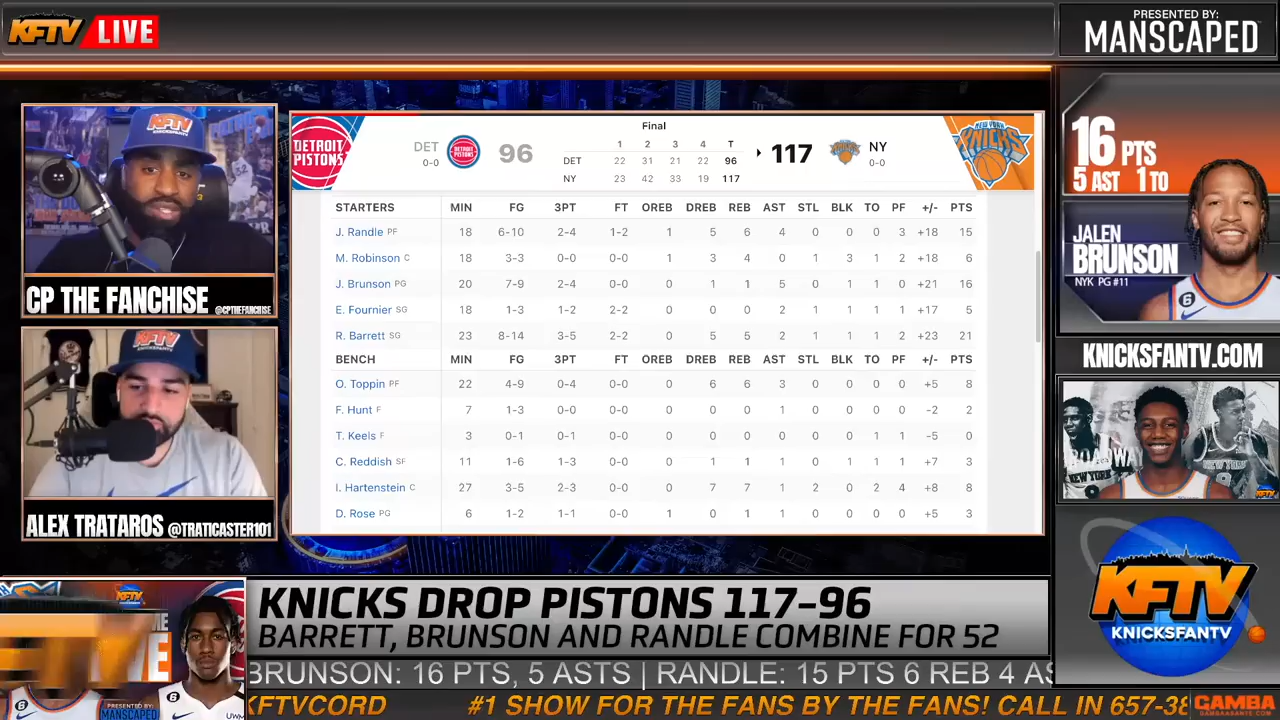 KFTV LIVE
PRESENTED BY:
MANSCAPED
KFTV
CP THE FANCHISE @CPTHEFANCHISE
KFTV
ALEX TRATAROS @TRATICASTER101
DETROIT
PISTONS
DET
0-0
96
Final
1 2 3 4 T
DET 22 31 21 22 96
NY 23 42 33 19 117
117
NY
0-0
NEW YORK
KNICKS
STARTERS MIN FG 3PT FT OREB DREB REB AST STL BLK TO PF +/- PTS
J. Randle PF 18 6-10 2-4 1-2 1 5 6 4 0 0 0 3 +18 15
M. Robinson C 18 3-3 0-0 0-0 1 3 4 0 1 3 1 2 +18 6
J. Brunson PG 20 7-9 2-4 0-0 0 1 1 5 0 1 1 0 +21 16
E. Fournier SG 18 1-3 1-2 2-2 0 0 0 2 1 1 1 1 +17 5
R. Barrett SG 23 8-14 3-5 2-2 0 5 5 2 1 1 1 2 +23 21
BENCH MIN FG 3PT FT OREB DREB REB AST STL BLK TO PF +/- PTS
O. Toppin PF 22 4-9 0-4 0-0 0 6 6 3 0 0 0 0 +5 8
F. Hunt F 7 1-3 0-0 0-0 0 0 0 1 0 0 0 0 -2 2
T. Keels F 3 0-1 0-1 0-0 0 0 0 0 0 0 1 1 -5 0
C. Reddish SF 11 1-6 1-3 0-0 0 1 1 1 0 1 1 1 +7 3
I. Hartenstein C 27 3-5 2-3 0-0 0 7 7 1 2 0 2 4 +8 8
D. Rose PG 6 1-2 1-1 0-0 1 0 1 1 0 0 0 0 +5 3
16 PTS
5 AST 1 TO
JALEN
BRUNSON
NYK PG #11
6
KNICKSFANTV.COM
NEW YORK
KFTV
KNICKSFANTV
PRESENTED BY:
MANSCAPED
6
KNICKS DROP PISTONS 117-96
BARRETT, BRUNSON AND RANDLE COMBINE FOR 52
BRUNSON: 16 PTS, 5 ASTS | RANDLE: 15 PTS 6 REB 4 AS
KFTVCORD #1 SHOW FOR THE FANS BY THE FANS! CALL IN 657-38
GAMBA